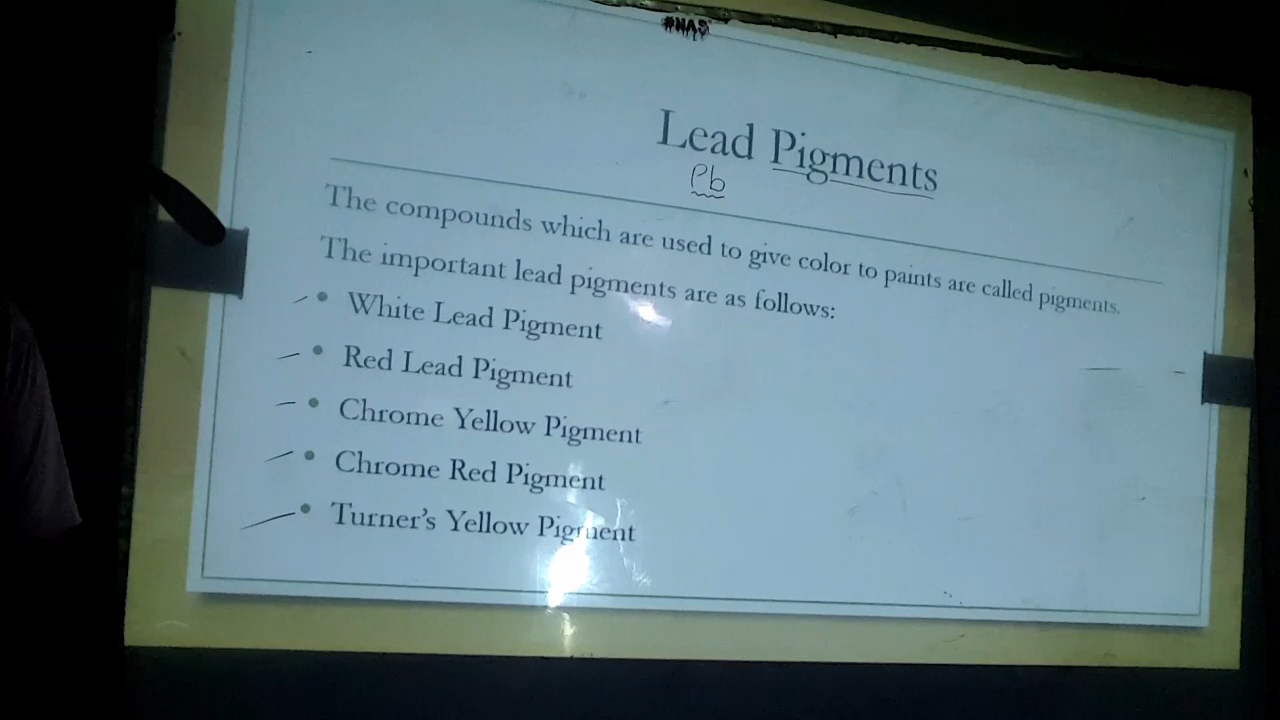 #NAS
Lead Pigments
Pb
The compounds which are used to give color to paints are called pigments.
The important lead pigments are as follows:
• White Lead Pigment
• Red Lead Pigment
• Chrome Yellow Pigment
• Chrome Red Pigment
• Turner's Yellow Pigment